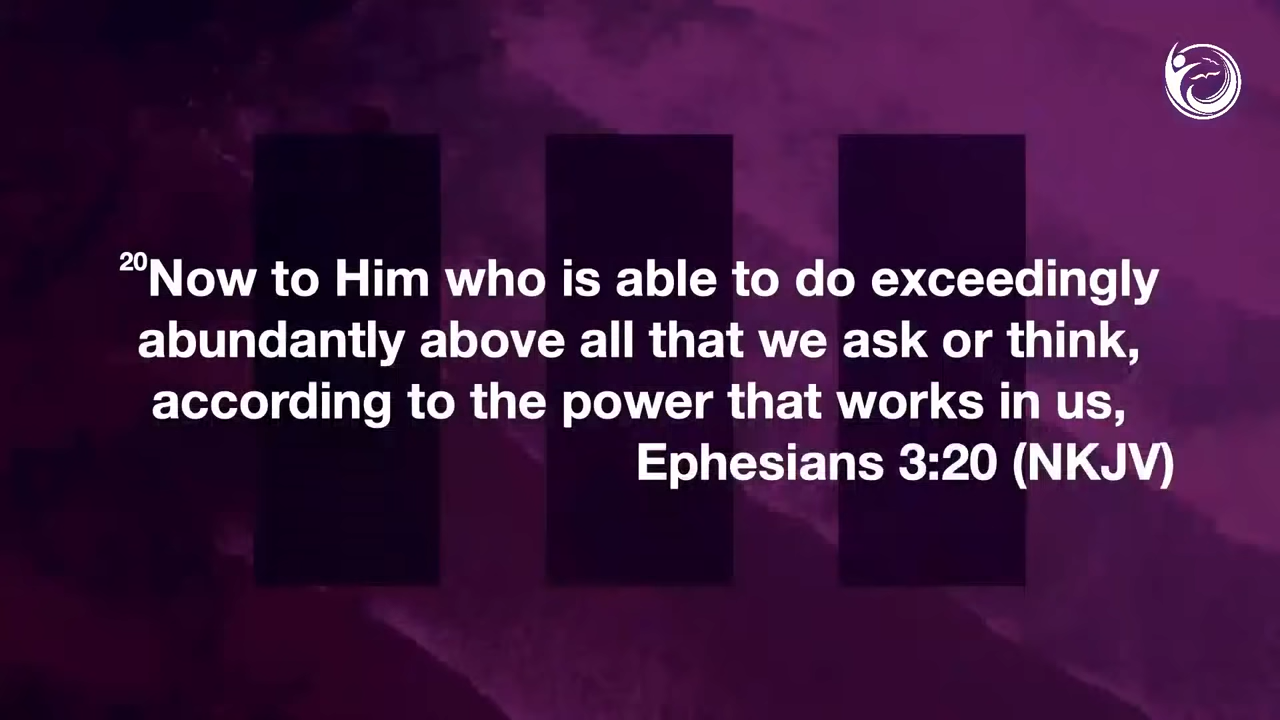 20Now to Him who is able to do exceedingly
abundantly above all that we ask or think,
according to the power that works in us,
Ephesians 3:20 (NKJV)